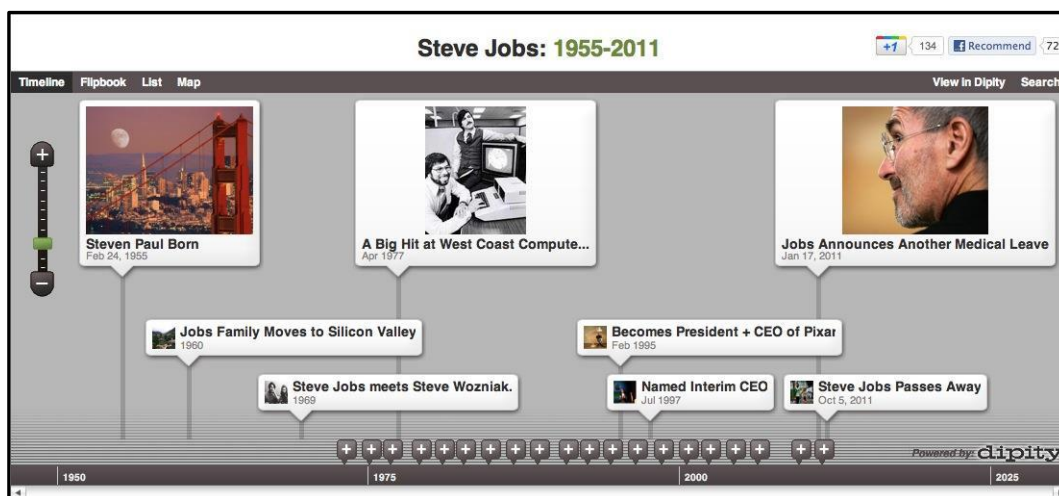 Steve Jobs: 1955-2011
+1 134 Recommend 72
Timeline Flipbook List Map View in Dipity Search
Steven Paul Born
Feb 24, 1955
A Big Hit at West Coast Compute...
Apr 1977
Jobs Announces Another Medical Leave
Jan 17, 2011
Jobs Family Moves to Silicon Valley
1960
Becomes President + CEO of Pixar
Feb 1995
Steve Jobs meets Steve Wozniak.
1969
Named Interim CEO
Jul 1997
Steve Jobs Passes Away
Oct 5, 2011
Powered by: dipity
1950 1975 2000 2025